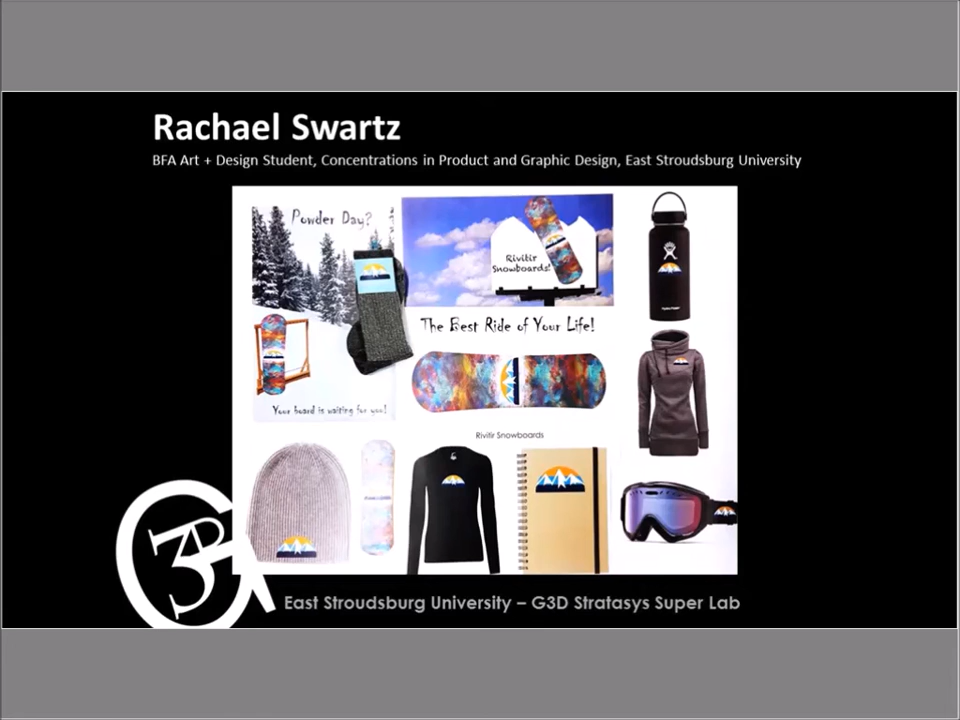 Rachael Swartz
BFA Art + Design Student, Concentrations in Product and Graphic Design, East Stroudsburg University
Powder Day?
Rivitir
Snowboards!
The Best Ride of Your Life!
Your board is waiting for you!
Rivitir Snowboards
G3D
East Stroudsburg University – G3D Stratasys Super Lab